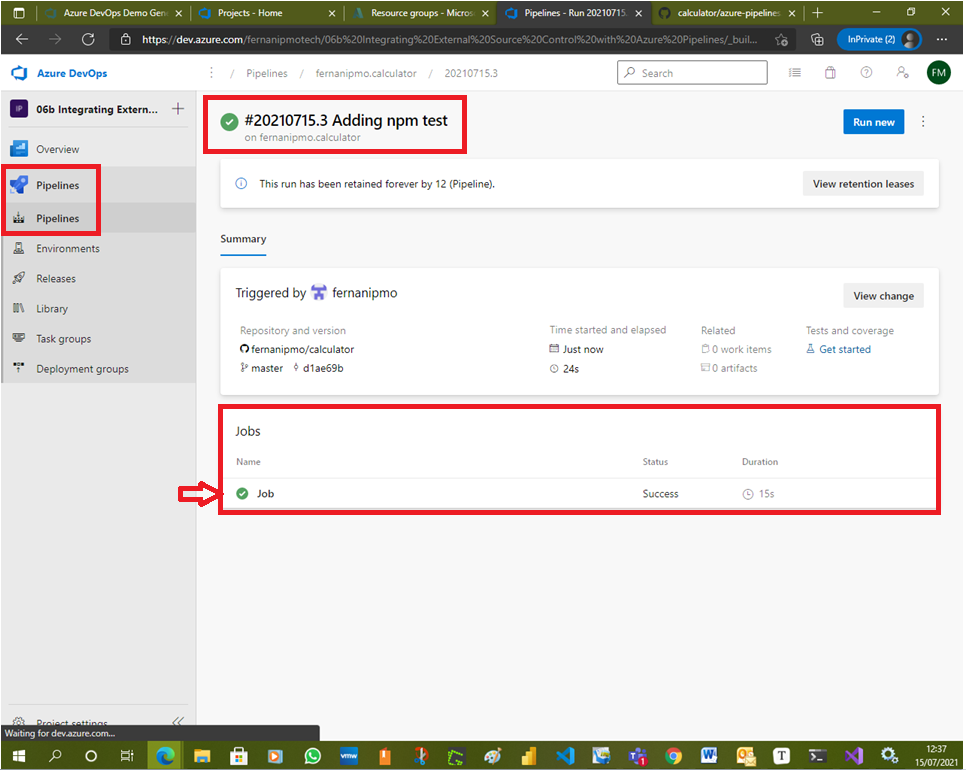 Azure DevOps Demo Gene
Projects - Home
Resource groups - Micros
Pipelines - Run 20210715.
calculator/azure-pipelines
https://dev.azure.com/fernanipmotech/06b%20Integrating%20External%20Source%20Control%20with%20Azure%20Pipelines/_buil...
InPrivate (2)
Azure DevOps
/ Pipelines / fernanipmo.calculator / 20210715.3
Search
FM
IP
06b Integrating Extern...
Overview
Pipelines
Pipelines
Environments
Releases
Library
Task groups
Deployment groups
Project settings
#20210715.3 Adding npm test
on fernanipmo.calculator
Run new
This run has been retained forever by 12 (Pipeline).
View retention leases
Summary
Triggered by fernanipmo
View change
Repository and version
Time started and elapsed
Related
Tests and coverage
fernanipmo/calculator
Just now
0 work items
Get started
master d1ae69b
24s
0 artifacts
Jobs
Name Status Duration
Job Success 15s
Waiting for dev.azure.com...
12:37
15/07/2021